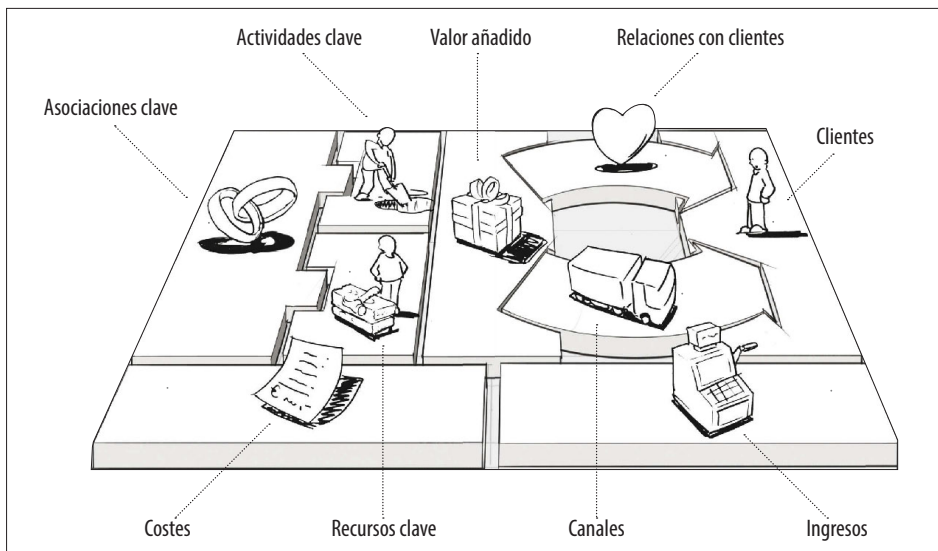 Actividades clave
Valor añadido
Relaciones con clientes
Asociaciones clave
Clientes
Costes
Recursos clave
Canales
Ingresos